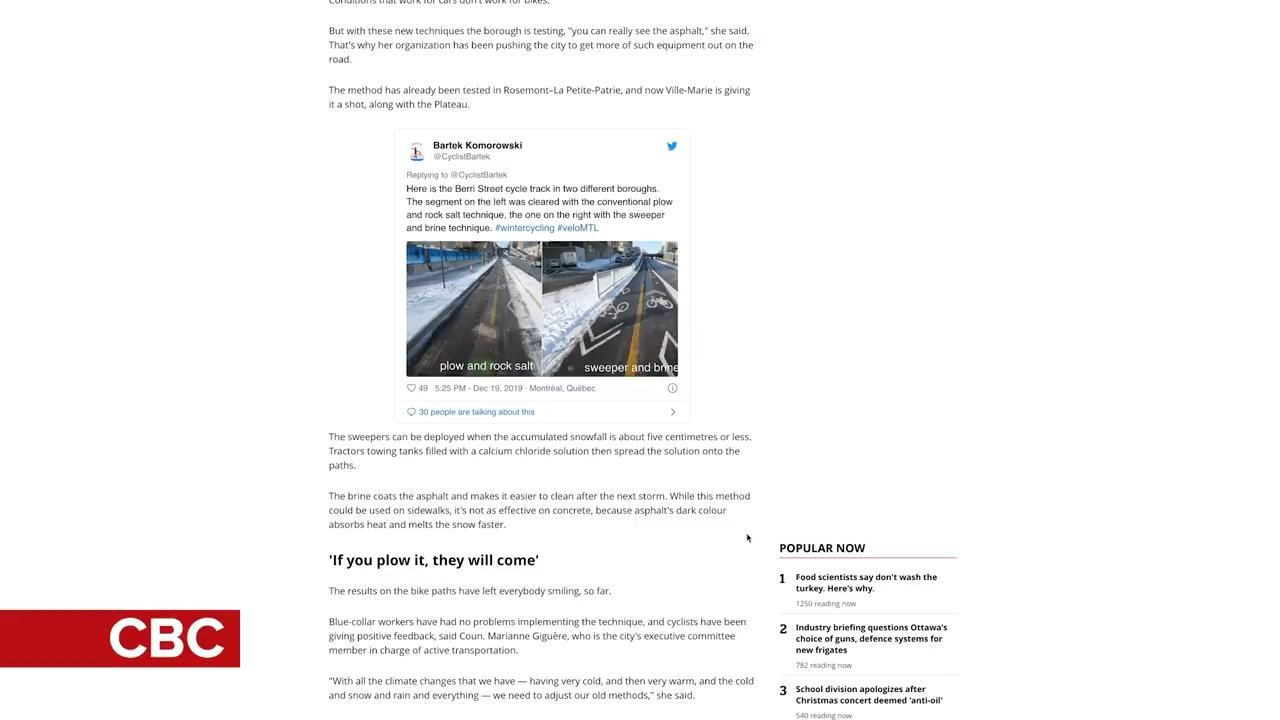 Conditions that work for cars don't work for bikes.
But with these new techniques the borough is testing, "you can really see the asphalt," she said.
That's why her organization has been pushing the city to get more of such equipment out on the
road.
The method has already been tested in Rosemont–La Petite-Patrie, and now Ville-Marie is giving
it a shot, along with the Plateau.
Bartek Komorowski
@CyclistBartek
Replying to @CyclistBartek
Here is the Berri Street cycle track in two different boroughs.
The segment on the left was cleared with the conventional plow
and rock salt technique, the one on the right with the sweeper
and brine technique. #wintercycling #veloMTL
plow and rock salt
sweeper and brine
49 5:25 PM - Dec 19, 2019 · Montréal, Québec
30 people are talking about this
The sweepers can be deployed when the accumulated snowfall is about five centimetres or less.
Tractors towing tanks filled with a calcium chloride solution then spread the solution onto the
paths.
The brine coats the asphalt and makes it easier to clean after the next storm. While this method
could be used on sidewalks, it's not as effective on concrete, because asphalt's dark colour
absorbs heat and melts the snow faster.
'If you plow it, they will come'
The results on the bike paths have left everybody smiling, so far.
Blue-collar workers have had no problems implementing the technique, and cyclists have been
giving positive feedback, said Coun. Marianne Giguère, who is the city's executive committee
member in charge of active transportation.
"With all the climate changes that we have — having very cold, and then very warm, and the cold
and snow and rain and everything — we need to adjust our old methods," she said.
POPULAR NOW
1 Food scientists say don't wash the
turkey. Here's why.
1250 reading now
2 Industry briefing questions Ottawa's
choice of guns, defence systems for
new frigates
782 reading now
3 School division apologizes after
Christmas concert deemed 'anti-oil'
540 reading now
CBC